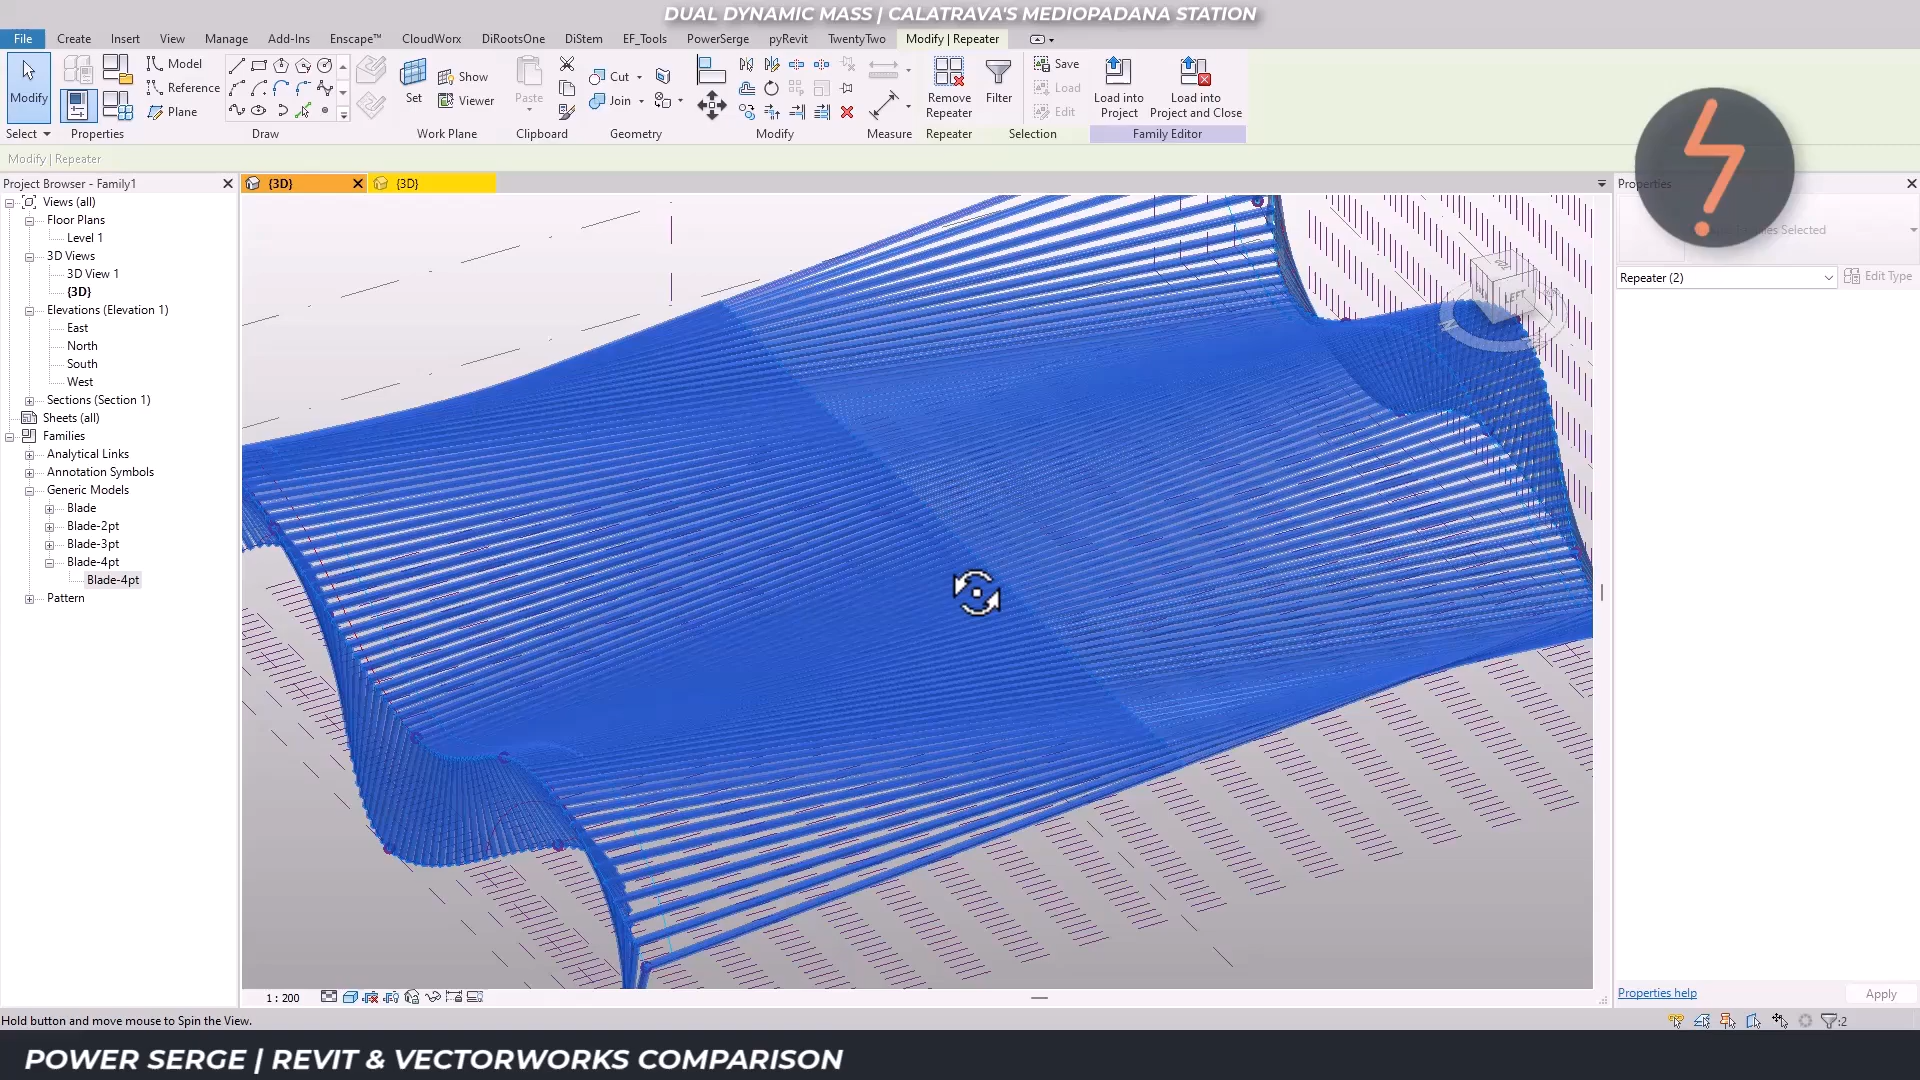 DUAL DYNAMIC MASS | CALATRAVA'S MEDIOPADANA STATION
File Create Insert View Manage Add-Ins Enscape™ CloudWorx DiRootsOne DiStem EF_Tools PowerSerge pyRevit TwentyTwo Modify | Repeater
Modify
Model
Reference
Plane
Set
Show
Viewer
Paste
Cut
Join
Remove Repeater
Filter
Save
Load
Edit
Load into Project
Load into Project and Close
Select Properties Draw Work Plane Clipboard Geometry Modify Measure Repeater Selection Family Editor
Modify | Repeater
Project Browser - Family1
Views (all)
Floor Plans
Level 1
3D Views
3D View 1
{3D}
Elevations (Elevation 1)
East
North
South
West
Sections (Section 1)
Sheets (all)
Families
Analytical Links
Annotation Symbols
Generic Models
Blade
Blade-2pt
Blade-3pt
Blade-4pt
Blade-4pt
Pattern
{3D} {3D}
LEFT
Properties
Selected
Repeater (2) Edit Type
Properties help Apply
1 : 200
Hold button and move mouse to Spin the View.
:2
POWER SERGE | REVIT & VECTORWORKS COMPARISON